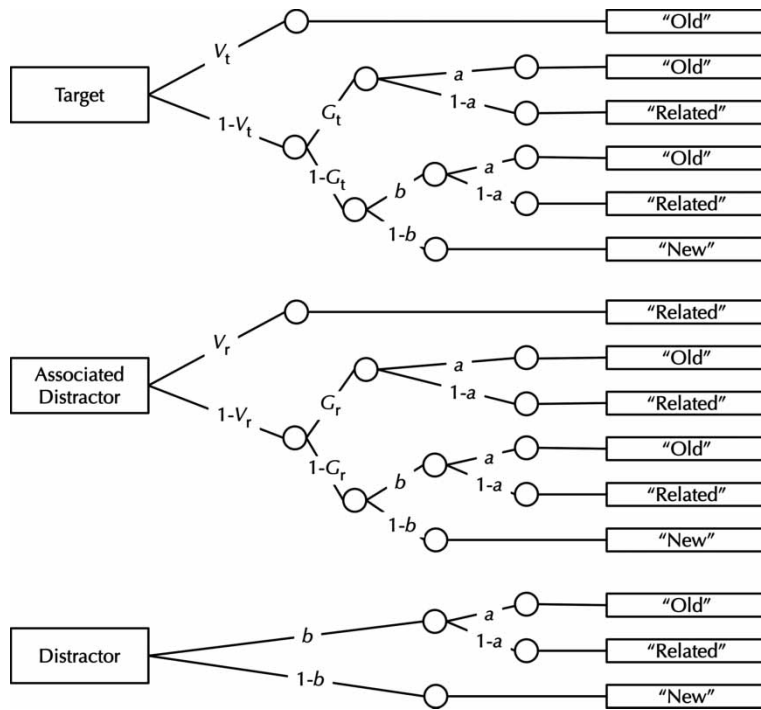 "Old"
V_t
Target
G_t
a
"Old"
1-a
"Related"
1-V_t
1-G_t
b
a
"Old"
1-a
"Related"
1-b
"New"
"Related"
V_r
Associated
Distractor
G_r
a
"Old"
1-a
"Related"
1-V_r
1-G_r
b
a
"Old"
1-a
"Related"
1-b
"New"
Distractor
b
a
"Old"
1-a
"Related"
1-b
"New"